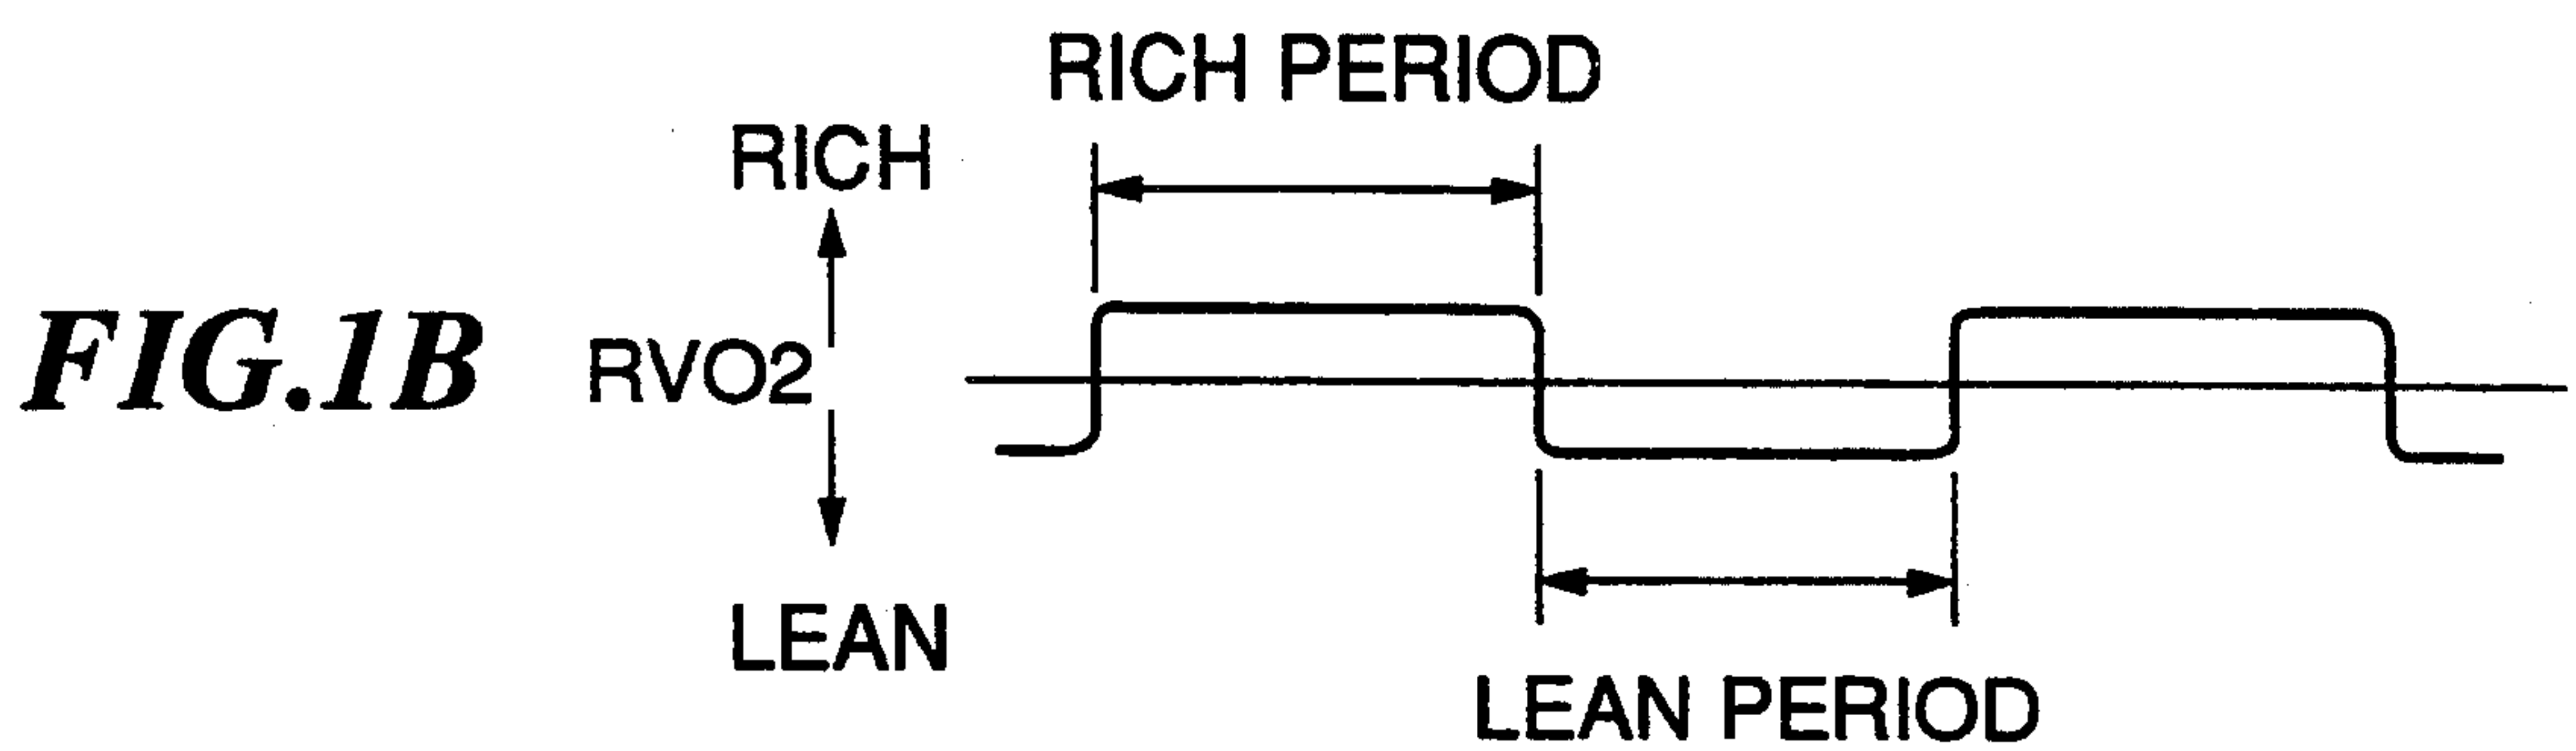 RICH PERIOD
RICH
FIG.1B
RVO2
LEAN
LEAN PERIOD